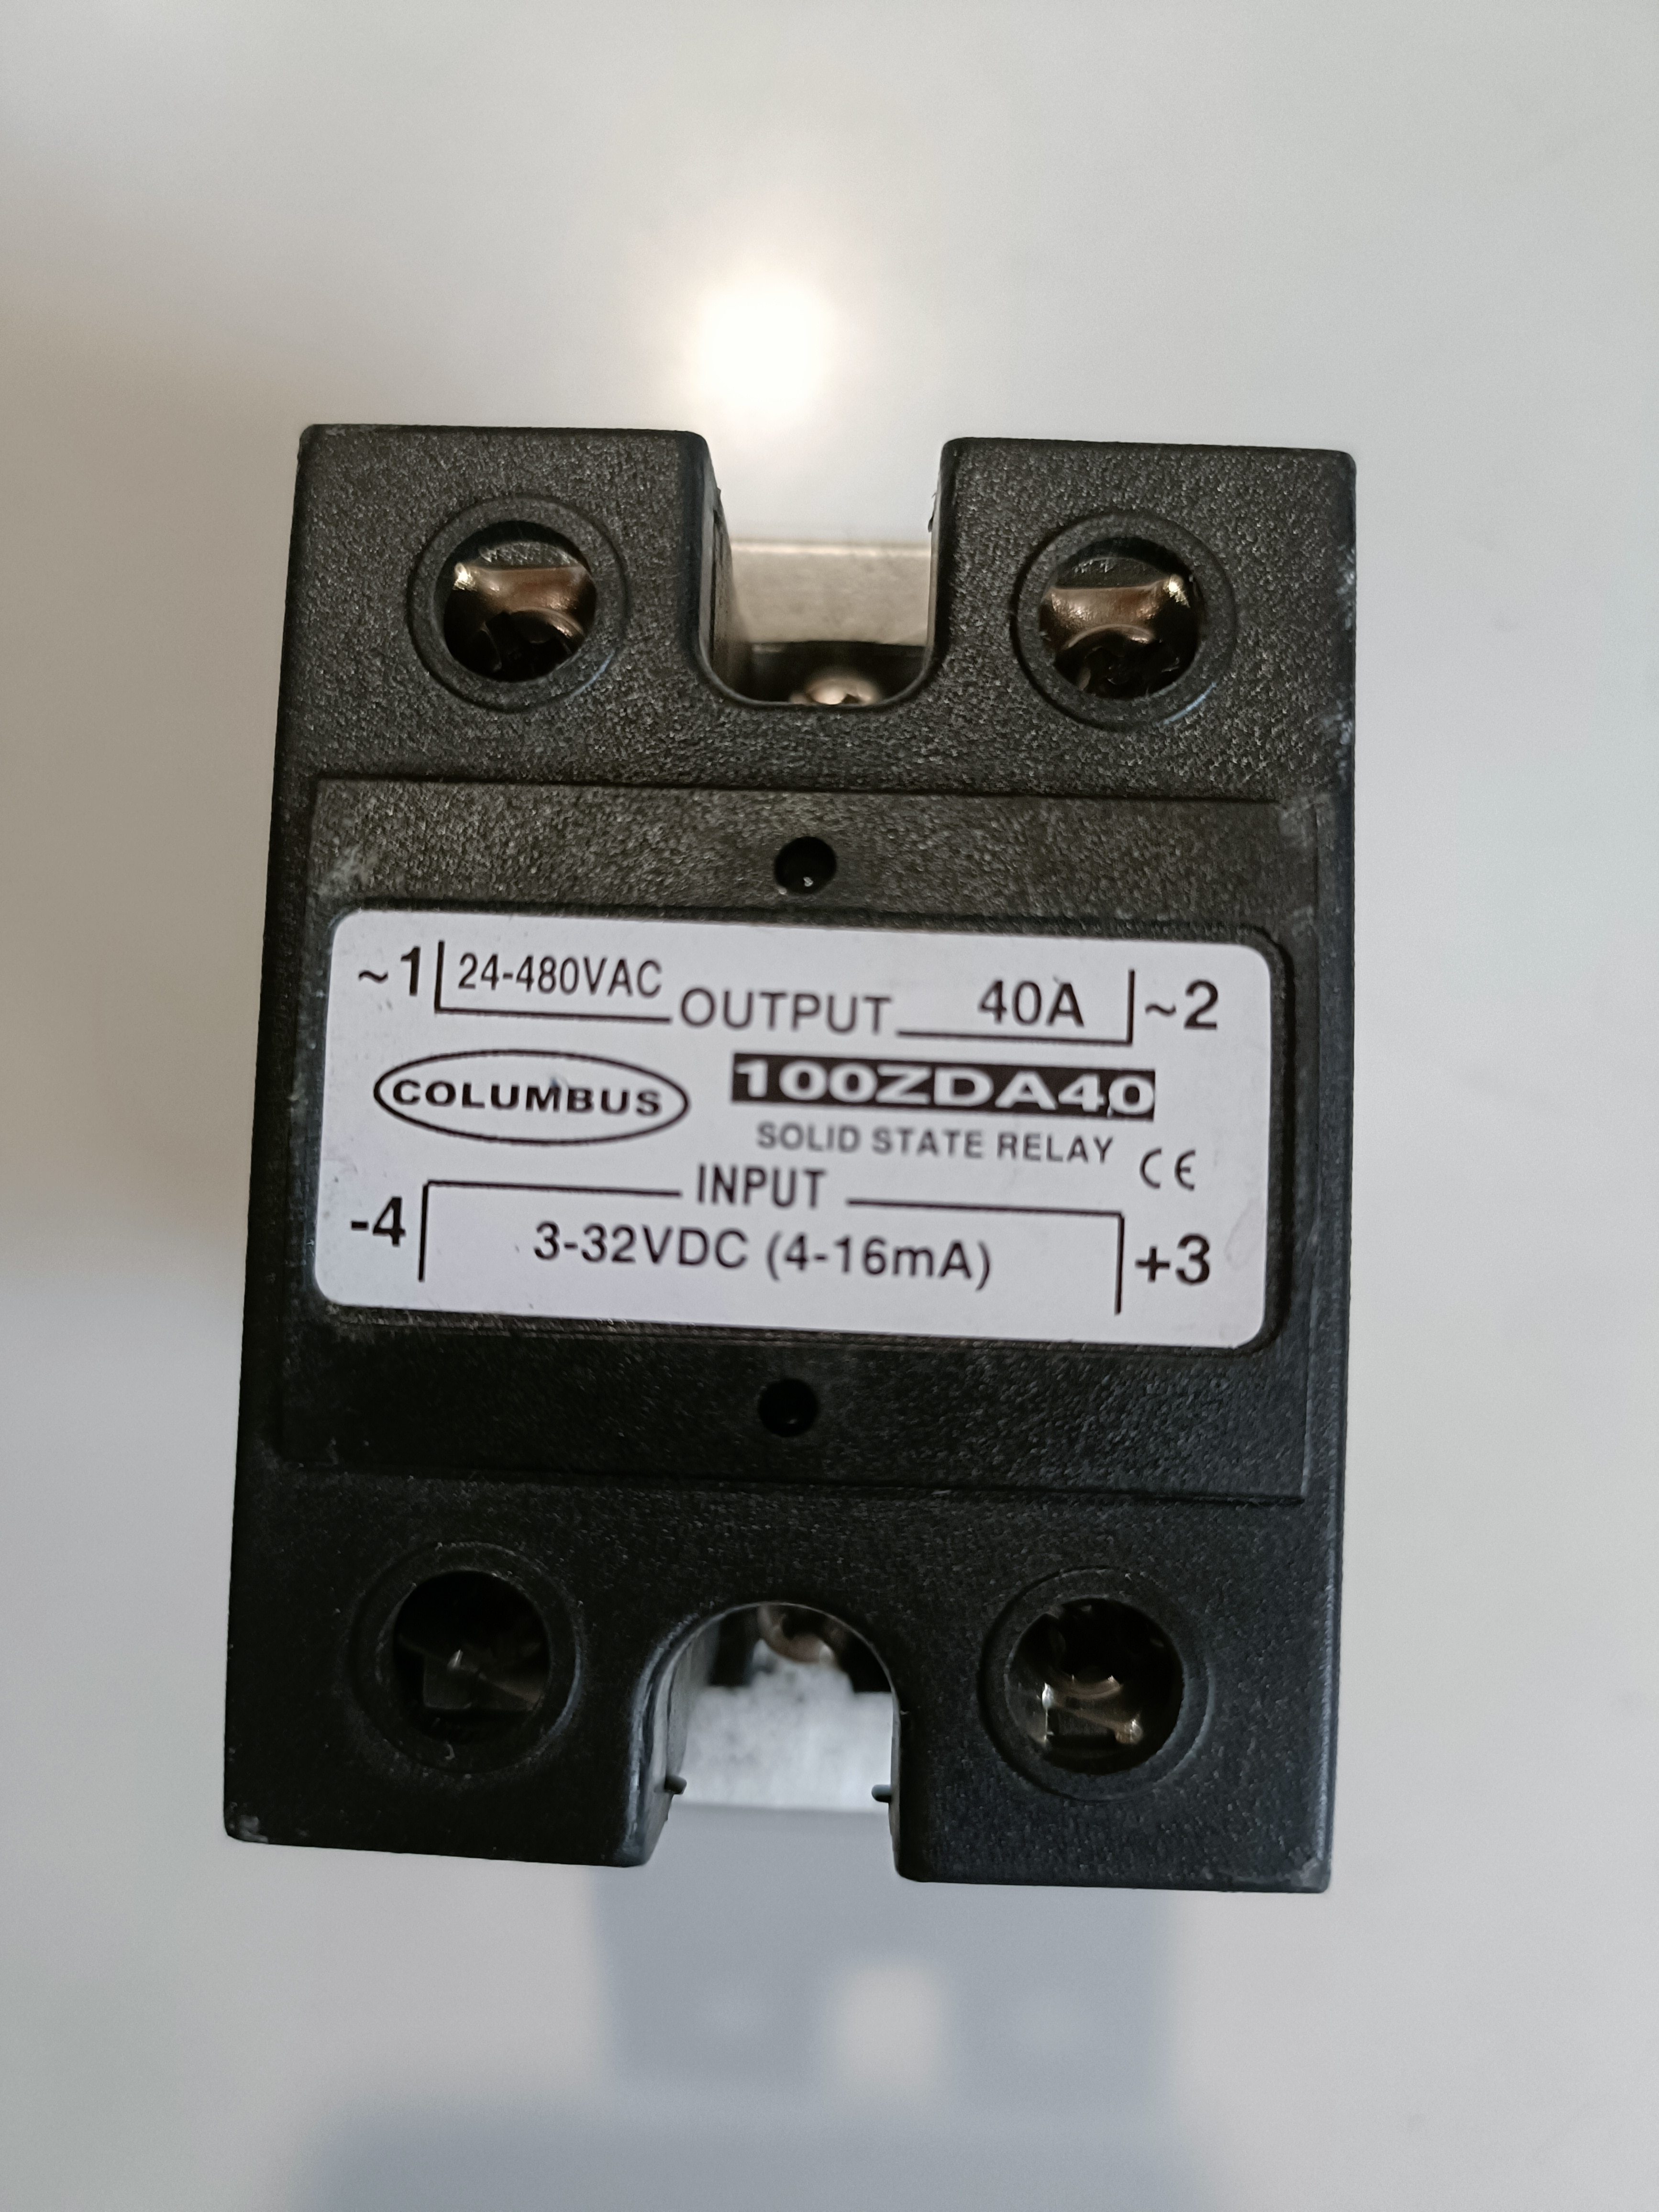 ~1 24-480VAC OUTPUT 40A ~2
COLUMBUS 100ZDA40
SOLID STATE RELAY CE
INPUT
-4 3-32VDC (4-16mA) +3